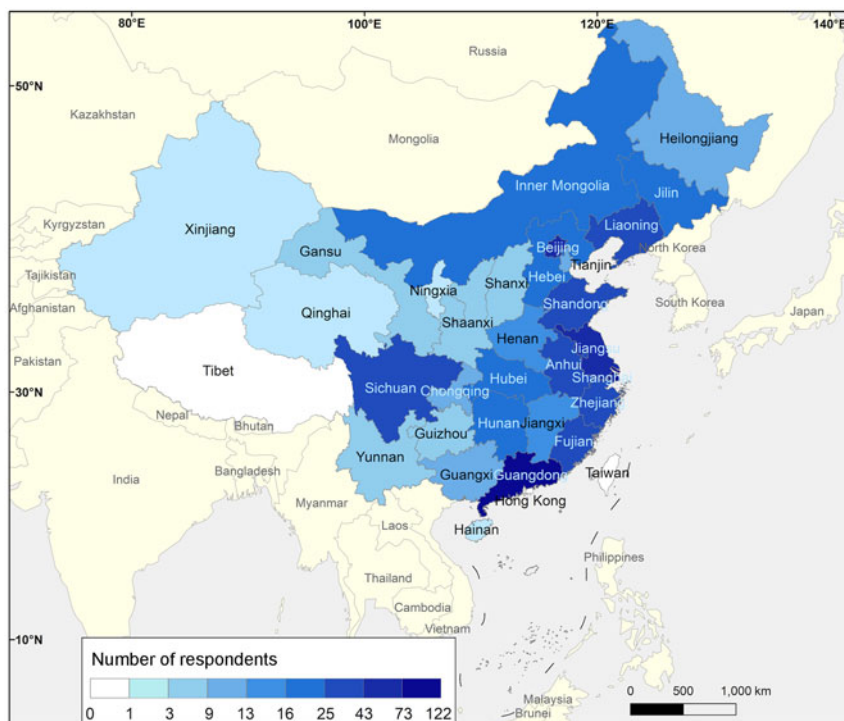 80°E 100°E 120°E 140°E
Russia
50°N
Kazakhstan
Heilongjiang
Mongolia
Inner Mongolia
Jilin
Xinjiang
Kyrgyzstan
Liaoning
Gansu
Beijing
North Korea
Tianjin
Tajikistan
Hebei
Ningxia
Shanxi
Afghanistan
Qinghai
Shandong
South Korea
Japan
Shaanxi
Henan
Pakistan
Jiangsu
Tibet
Anhui
30°N
Sichuan
Hubei
Shanghai
Chongqing
Zhejiang
Nepal
Hunan
Jiangxi
Bhutan
Guizhou
Fujian
Yunnan
India
Bangladesh
Guangxi
Guangdong
Taiwan
Hong Kong
Myanmar
Laos
Hainan
Philippines
Thailand
Cambodia
Vietnam
10°N
Number of respondents
0 1 3 9 13 16 25 43 73 122
0 500 1,000 km
Malaysia
Brunei